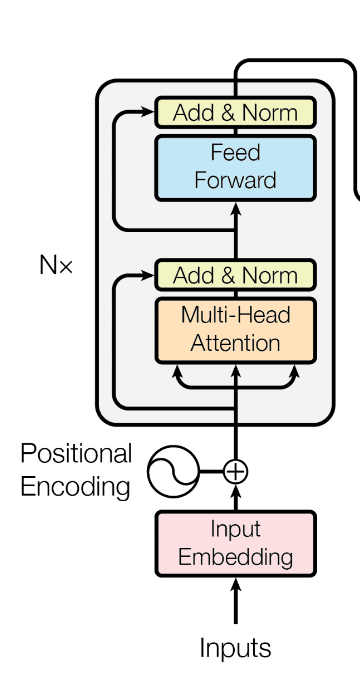 Add & Norm
Feed
Forward
N×
Add & Norm
Multi-Head
Attention
Positional
Encoding
Input
Embedding
Inputs